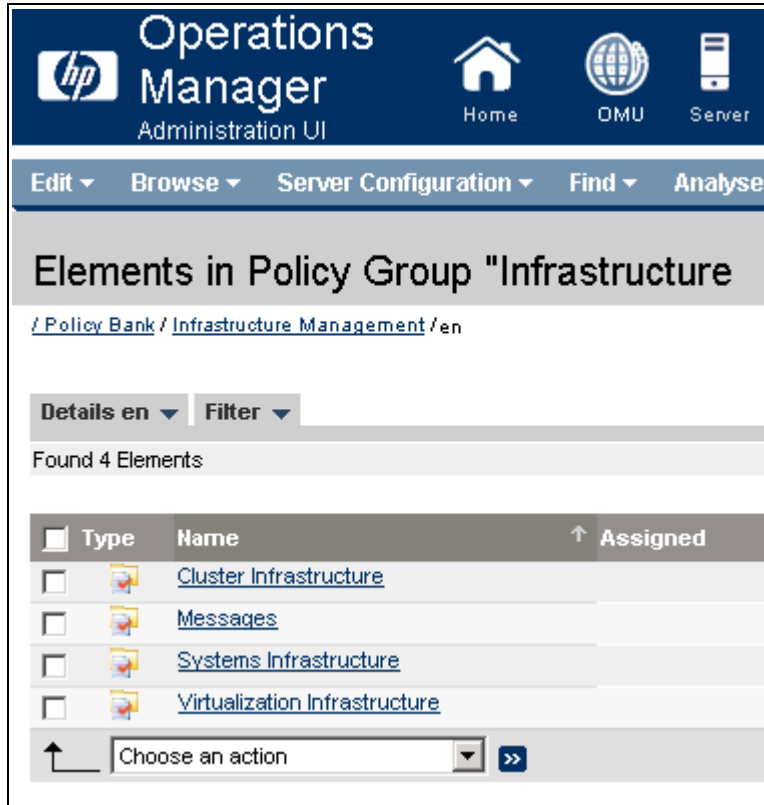 hp
Operations
Manager
Administration UI
Home
OMU
Server
Edit Browse Server Configuration Find Analyse
Elements in Policy Group "Infrastructure
/ Policy Bank / Infrastructure Management / en
Details en Filter
Found 4 Elements
Type Name Assigned
Cluster Infrastructure
Messages
Systems Infrastructure
Virtualization Infrastructure
Choose an action